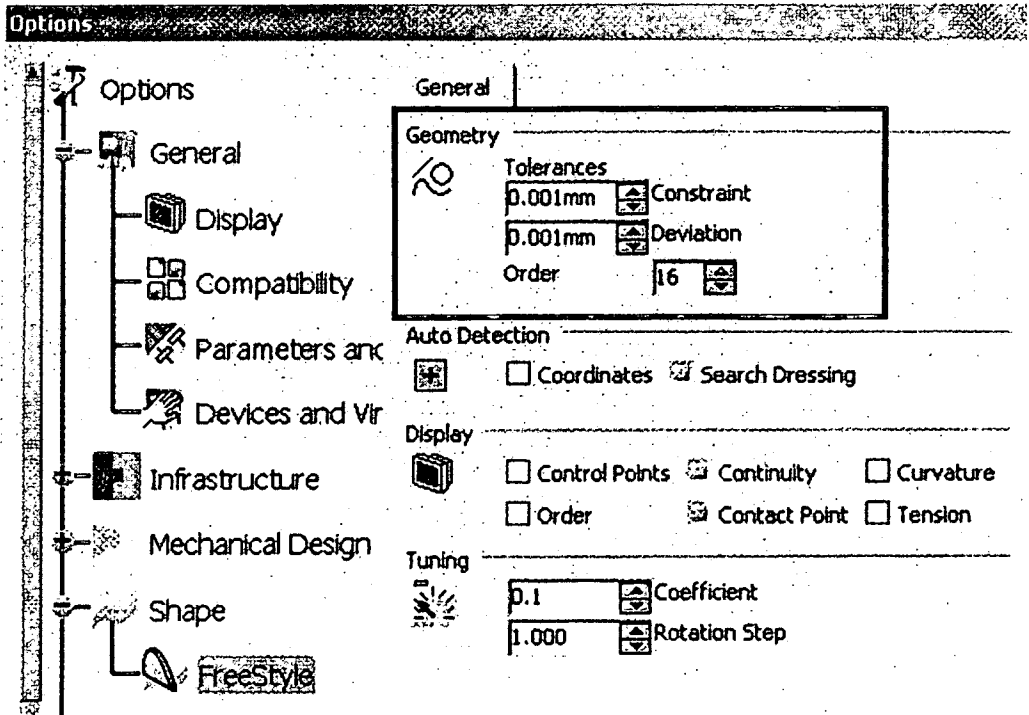 Options
Options
General
Display
Compatibility
Parameters anc
Devices and Vir
Infrastructure
Mechanical Design
Shape
FreeStyle
General
Geometry
Tolerances
0.001mm Constraint
0.001mm Deviation
Order 16
Auto Detection
Coordinates Search Dressing
Display
Control Points Continuity Curvature
Order Contact Point Tension
Tuning
0.1 Coefficient
1.000 Rotation Step